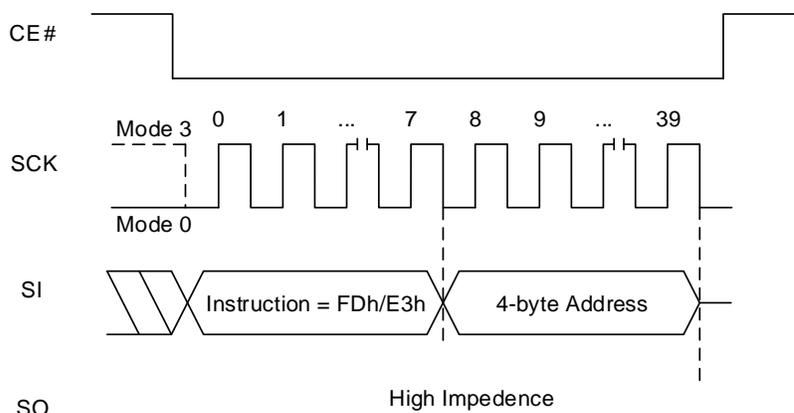 CE#
0 1 ... 7 8 9 ... 39
Mode 3
SCK
Mode 0
SI
Instruction = FDh/E3h
4-byte Address
High Impedence
SO